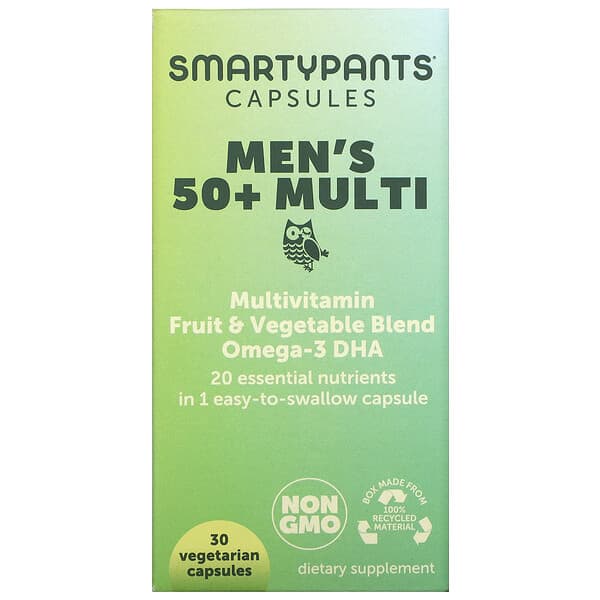 SMARTYPANTS®
CAPSULES
MEN'S
50+ MULTI
Multivitamin
Fruit & Vegetable Blend
Omega-3 DHA
20 essential nutrients
in 1 easy-to-swallow capsule
NON
GMO
BOX MADE FROM
100%
RECYCLED
MATERIAL
30
vegetarian
capsules
dietary supplement